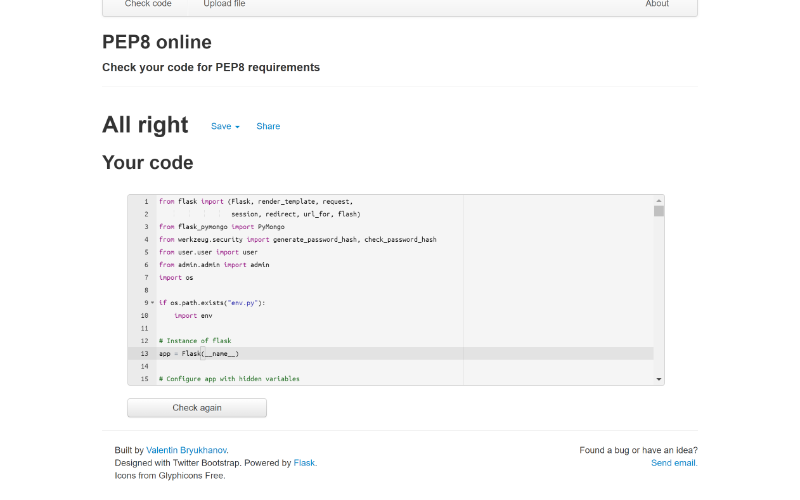 Check code Upload file About
PEP8 online
Check your code for PEP8 requirements
All right Save Share
Your code
1 from flask import (Flask, render_template, request,
2 session, redirect, url_for, flash)
3 from flask_pymongo import PyMongo
4 from werkzeug.security import generate_password_hash, check_password_hash
5 from user.user import user
6 from admin.admin import admin
7 import os
8
9 if os.path.exists("env.py"):
10 import env
11
12 # Instance of flask
13 app = Flask(__name__)
14
15 # Configure app with hidden variables
Check again
Built by Valentin Bryukhanov. Found a bug or have an idea?
Designed with Twitter Bootstrap. Powered by Flask. Send email.
Icons from Glyphicons Free.